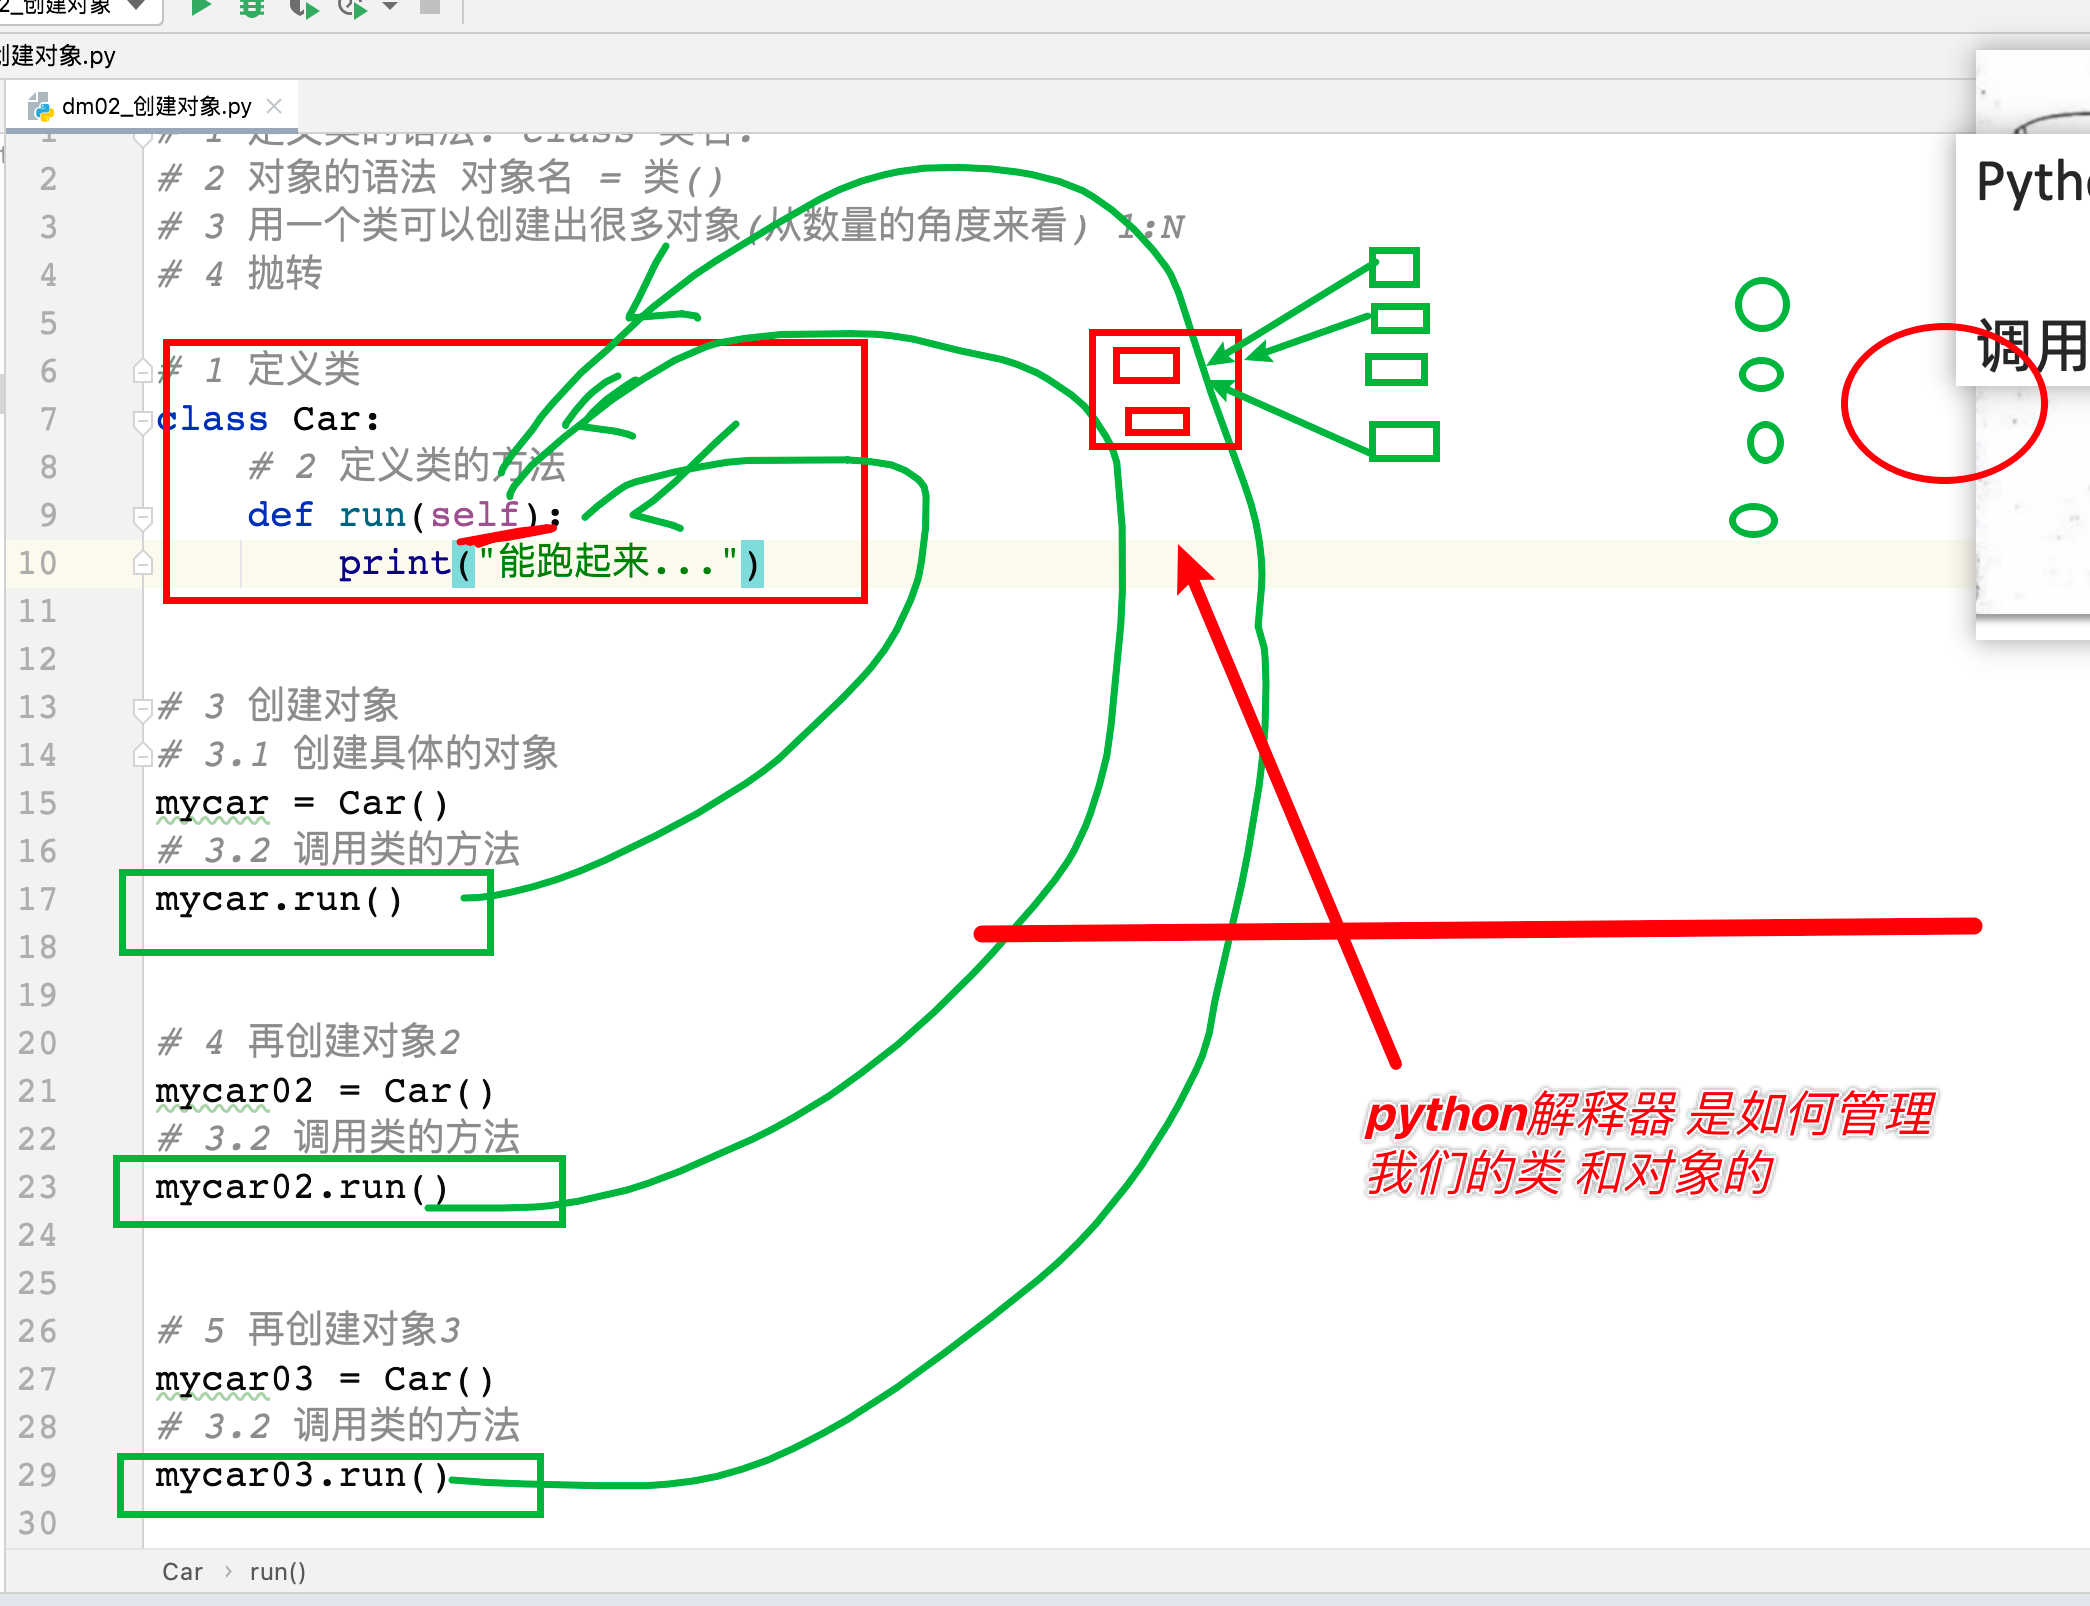 创建对象.py
dm02_创建对象.py
1 # 1 定义类的语法: class 类名:
2 # 2 对象的语法 对象名 = 类()
3 # 3 用一个类可以创建出很多对象(从数量的角度来看) 1:N
4 # 4 抛转
5
6 # 1 定义类
7 class Car:
8 # 2 定义类的方法
9 def run(self):
10 print("能跑起来...")
11
12
13 # 3 创建对象
14 # 3.1 创建具体的对象
15 mycar = Car()
16 # 3.2 调用类的方法
17 mycar.run()
18
19
20 # 4 再创建对象2
21 mycar02 = Car()
22 # 3.2 调用类的方法
23 mycar02.run()
24
25
26 # 5 再创建对象3
27 mycar03 = Car()
28 # 3.2 调用类的方法
29 mycar03.run()
30
Pyth
调用
python解释器 是如何管理
我们的类 和对象的
Car › run()